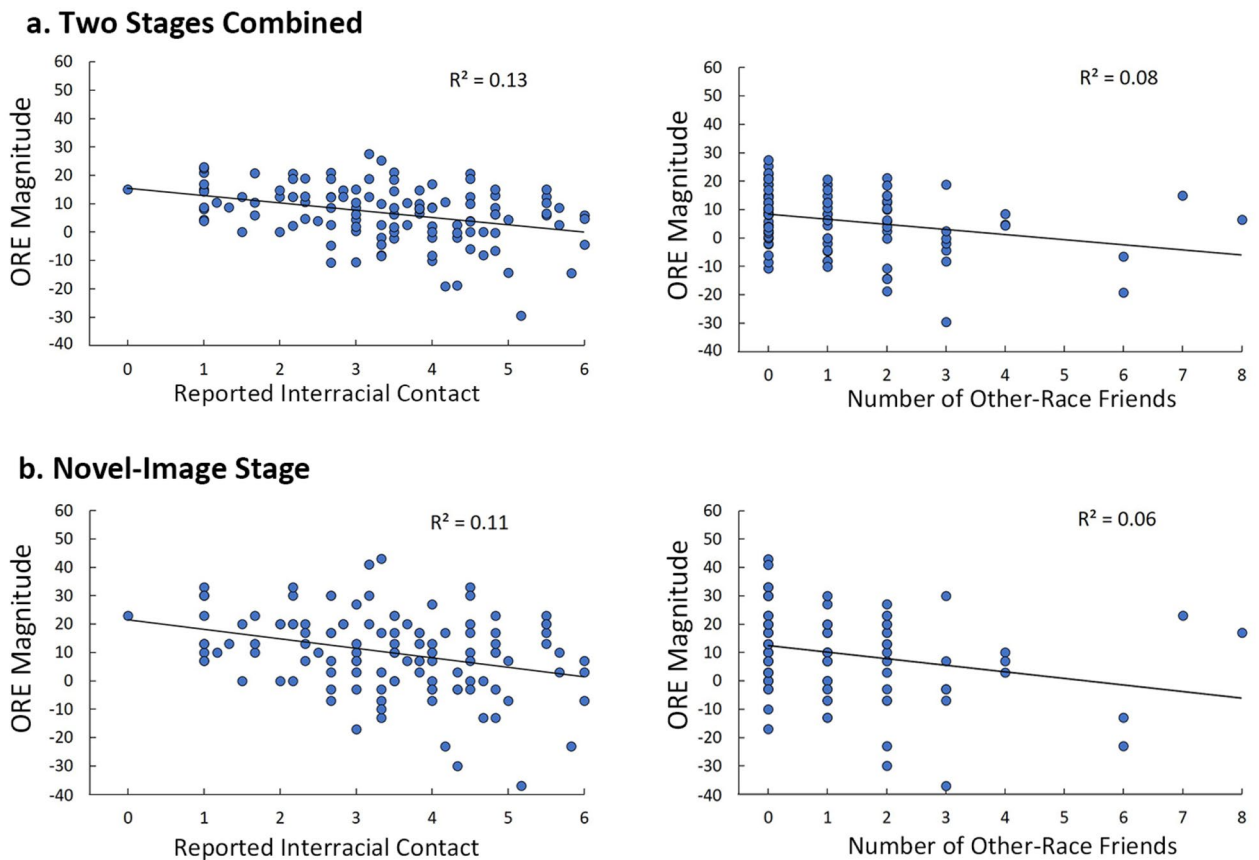 a. Two Stages Combined
R² = 0.13
ORE Magnitude
60
50
40
30
20
10
0
-10
-20
-30
-40
0 1 2 3 4 5 6
Reported Interracial Contact
R² = 0.08
ORE Magnitude
60
50
40
30
20
10
0
-10
-20
-30
-40
0 1 2 3 4 5 6 7 8
Number of Other-Race Friends
b. Novel-Image Stage
R² = 0.11
ORE Magnitude
60
50
40
30
20
10
0
-10
-20
-30
-40
0 1 2 3 4 5 6
Reported Interracial Contact
R² = 0.06
ORE Magnitude
60
50
40
30
20
10
0
-10
-20
-30
-40
0 1 2 3 4 5 6 7 8
Number of Other-Race Friends